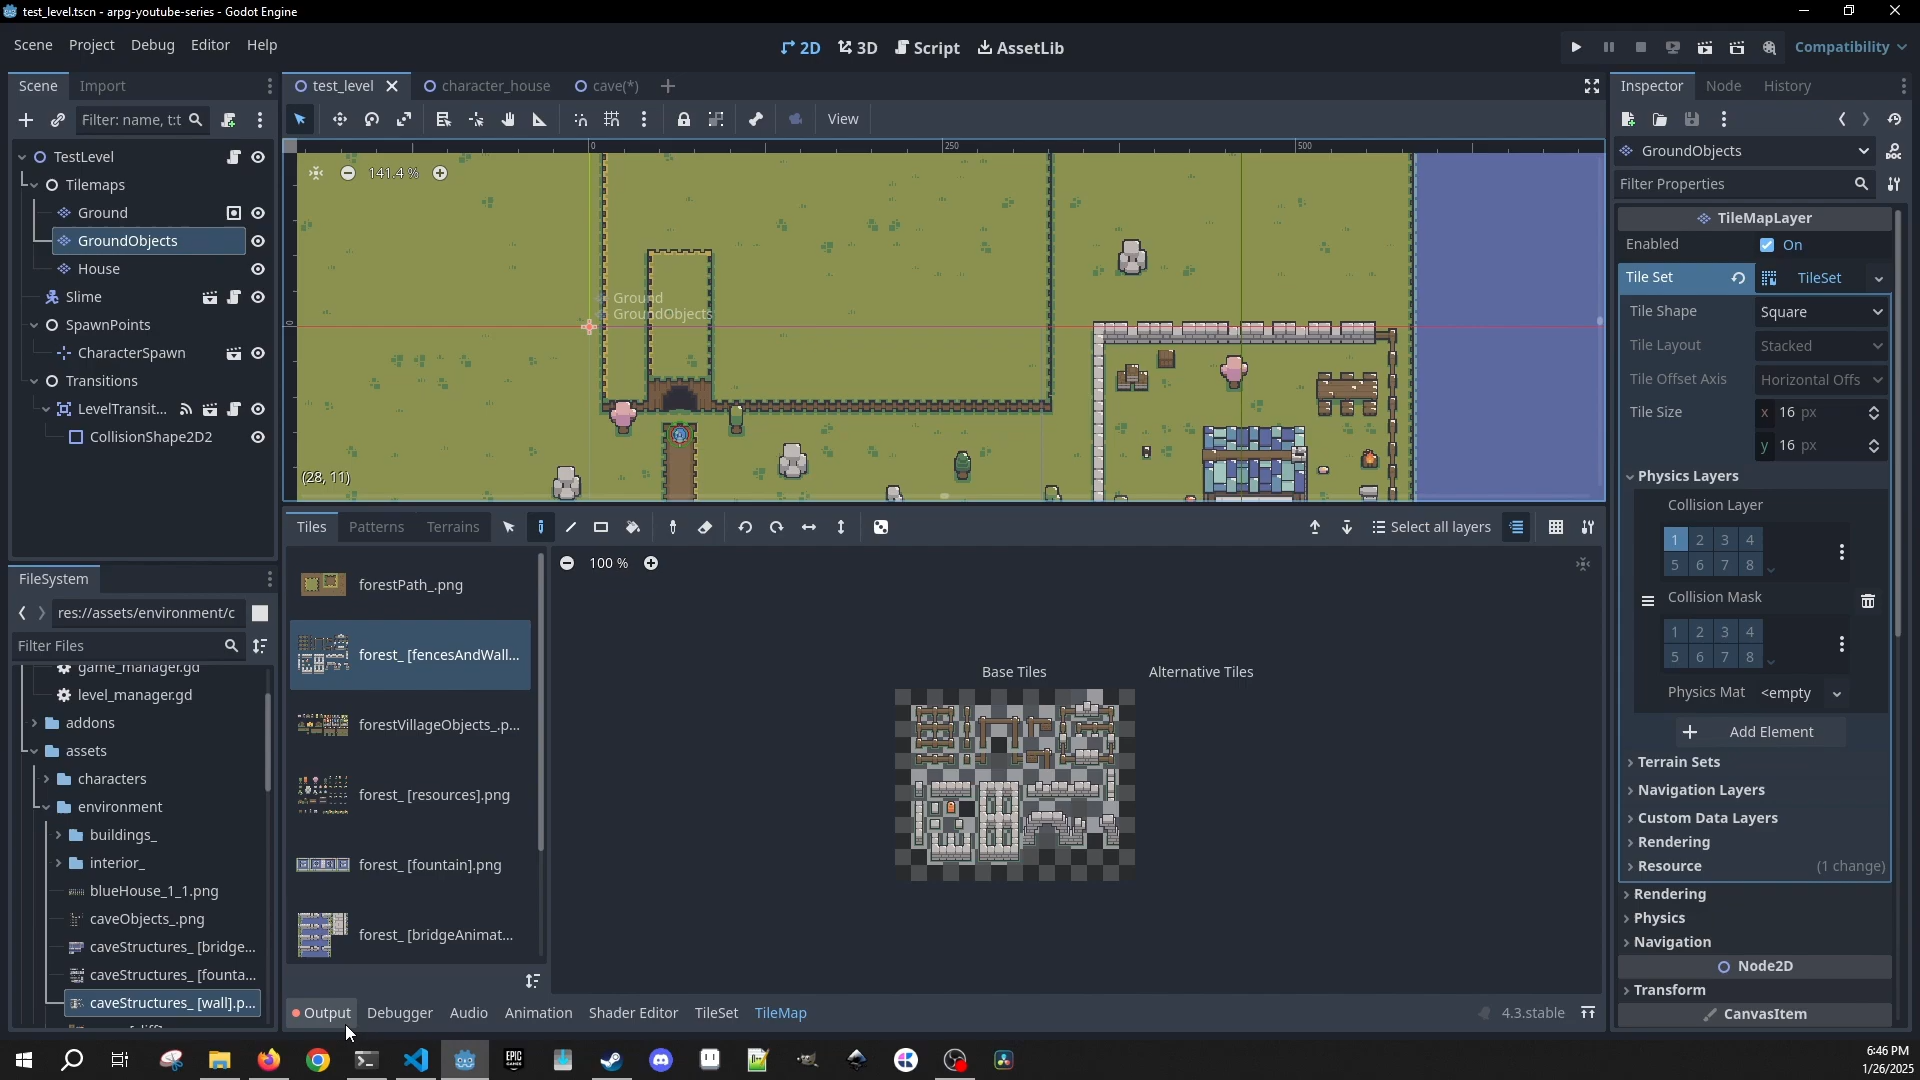 test_level.tscn - arpg-youtube-series - Godot Engine
Scene Project Debug Editor Help
2D 3D Script AssetLib
Compatibility
Scene Import
test_level character_house cave(*)
Inspector Node History
Filter: name, t:t
View
TestLevel
Tilemaps
Ground
GroundObjects
House
Slime
SpawnPoints
CharacterSpawn
Transitions
LevelTransit...
CollisionShape2D2
0 250 500
141.4 %
0
Ground
GroundObjects
(28, 11)
GroundObjects
Filter Properties
TileMapLayer
Enabled On
Tile Set TileSet
Tile Shape Square
Tile Layout Stacked
Tile Offset Axis Horizontal Offs
Tile Size x 16 px
y 16 px
Physics Layers
Collision Layer
1 2 3 4
5 6 7 8
Collision Mask
1 2 3 4
5 6 7 8
Physics Mat <empty
Add Element
Terrain Sets
Navigation Layers
Custom Data Layers
Rendering
Resource (1 change)
Rendering
Physics
Navigation
Node2D
Transform
CanvasItem
FileSystem
res://assets/environment/c
Filter Files
game_manager.gd
level_manager.gd
addons
assets
characters
environment
buildings_
interior_
blueHouse_1_1.png
caveObjects_.png
caveStructures_ [bridge...
caveStructures_ [founta...
caveStructures_ [wall].p...
Tiles Patterns Terrains
Select all layers
100 %
forestPath_.png
forest_ [fencesAndWall...
forestVillageObjects_.p...
forest_ [resources].png
forest_ [fountain].png
forest_ [bridgeAnimat...
Base Tiles Alternative Tiles
Output Debugger Audio Animation Shader Editor TileSet TileMap
4.3.stable
EPIC GAMES
6:46 PM
1/26/2025